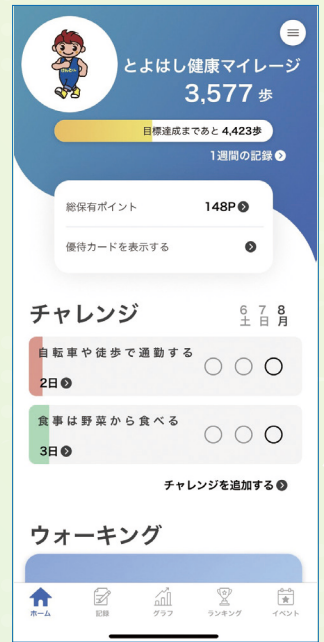 とよはし健康マイレージ
3,577 歩
目標達成まであと 4,423歩
1週間の記録
総保有ポイント 148P
優待カードを表示する
チャレンジ
6 7 8
土 日 月
自転車や徒歩で通勤する
2日
食事は野菜から食べる
3日
チャレンジを追加する
ウォーキング
ホーム 記録 グラフ ランキング イベント